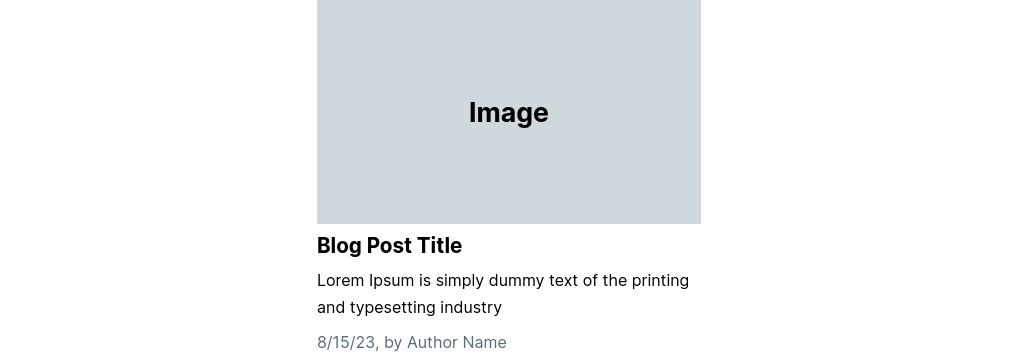 Image
Blog Post Title
Lorem Ipsum is simply dummy text of the printing
and typesetting industry
8/15/23, by Author Name